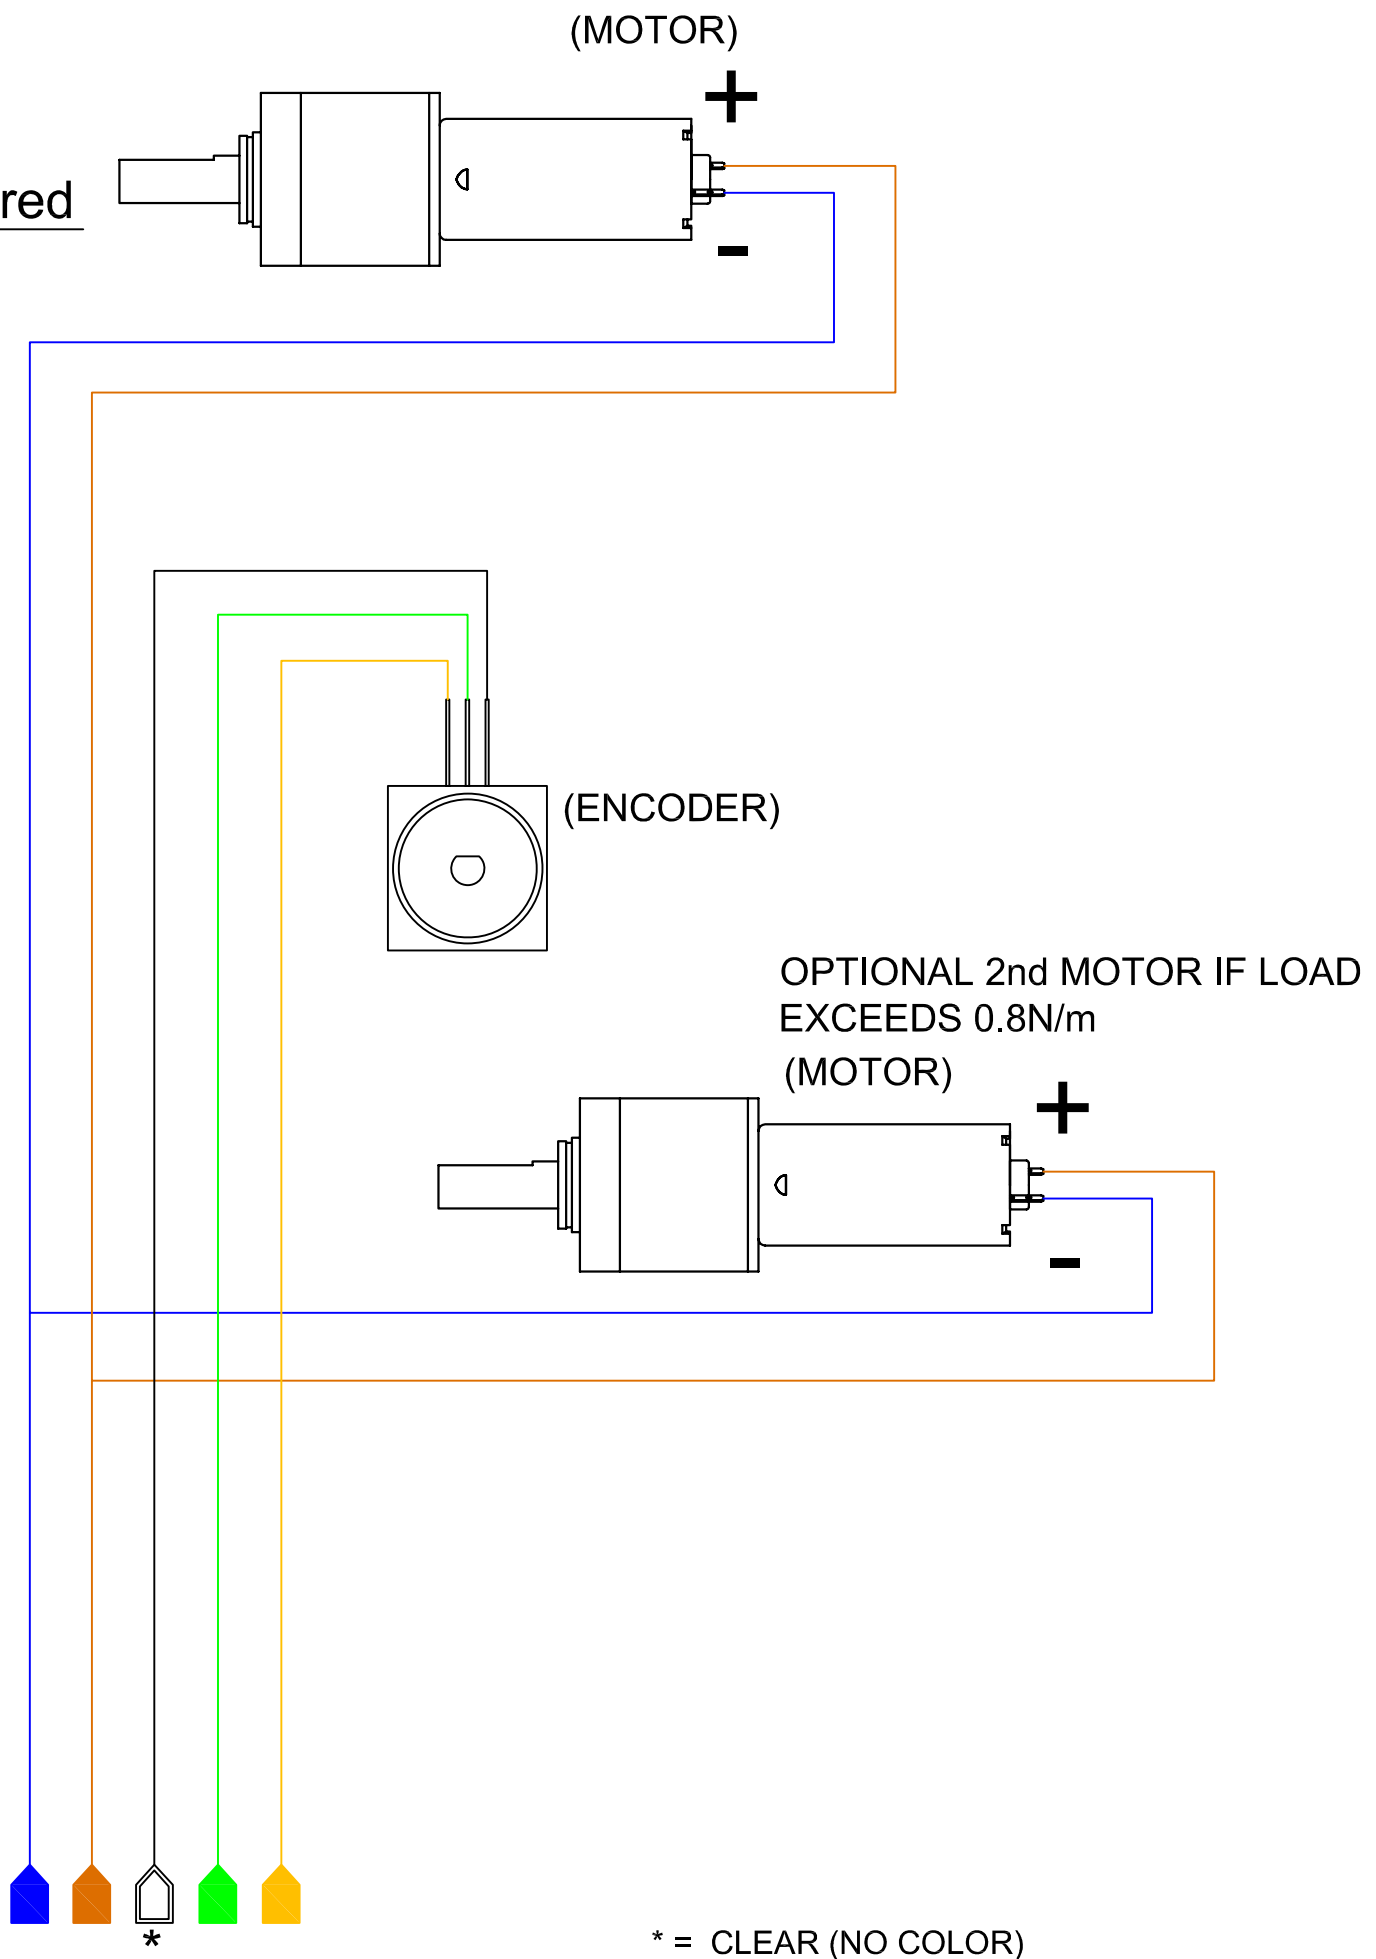 (MOTOR)
+
red
-
(ENCODER)
OPTIONAL 2nd MOTOR IF LOAD
EXCEEDS 0.8N/m
(MOTOR)
+
-
*
* = CLEAR (NO COLOR)